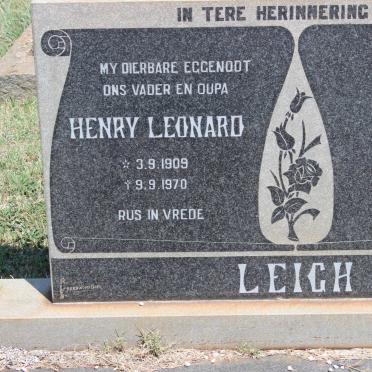 IN TERE HERINNERING
MY DIERBARE EGGENOOT
ONS VADER EN OUPA
HENRY LEONARD
☆ 3.9.1909
✝ 9.9.1970
RUS IN VREDE
LEIGH